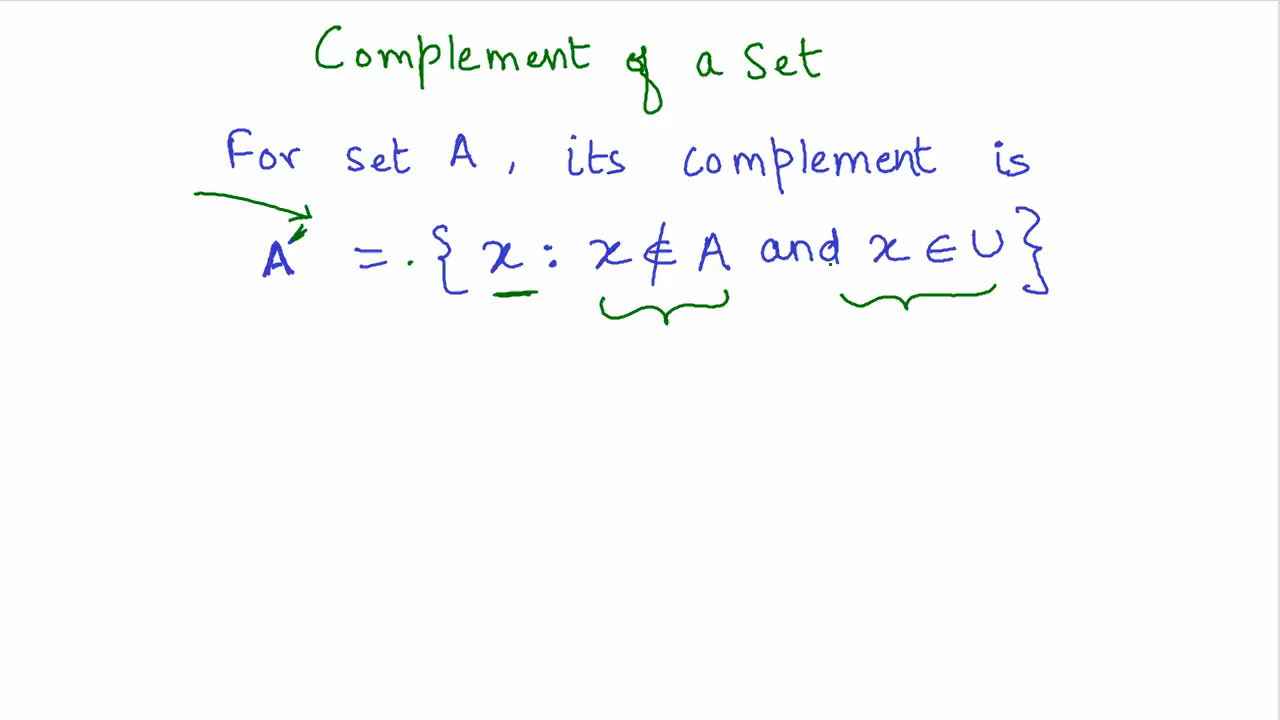 Complement of a Set
For set A, its complement is
A' = {x : x ∉ A and x ∈ U}